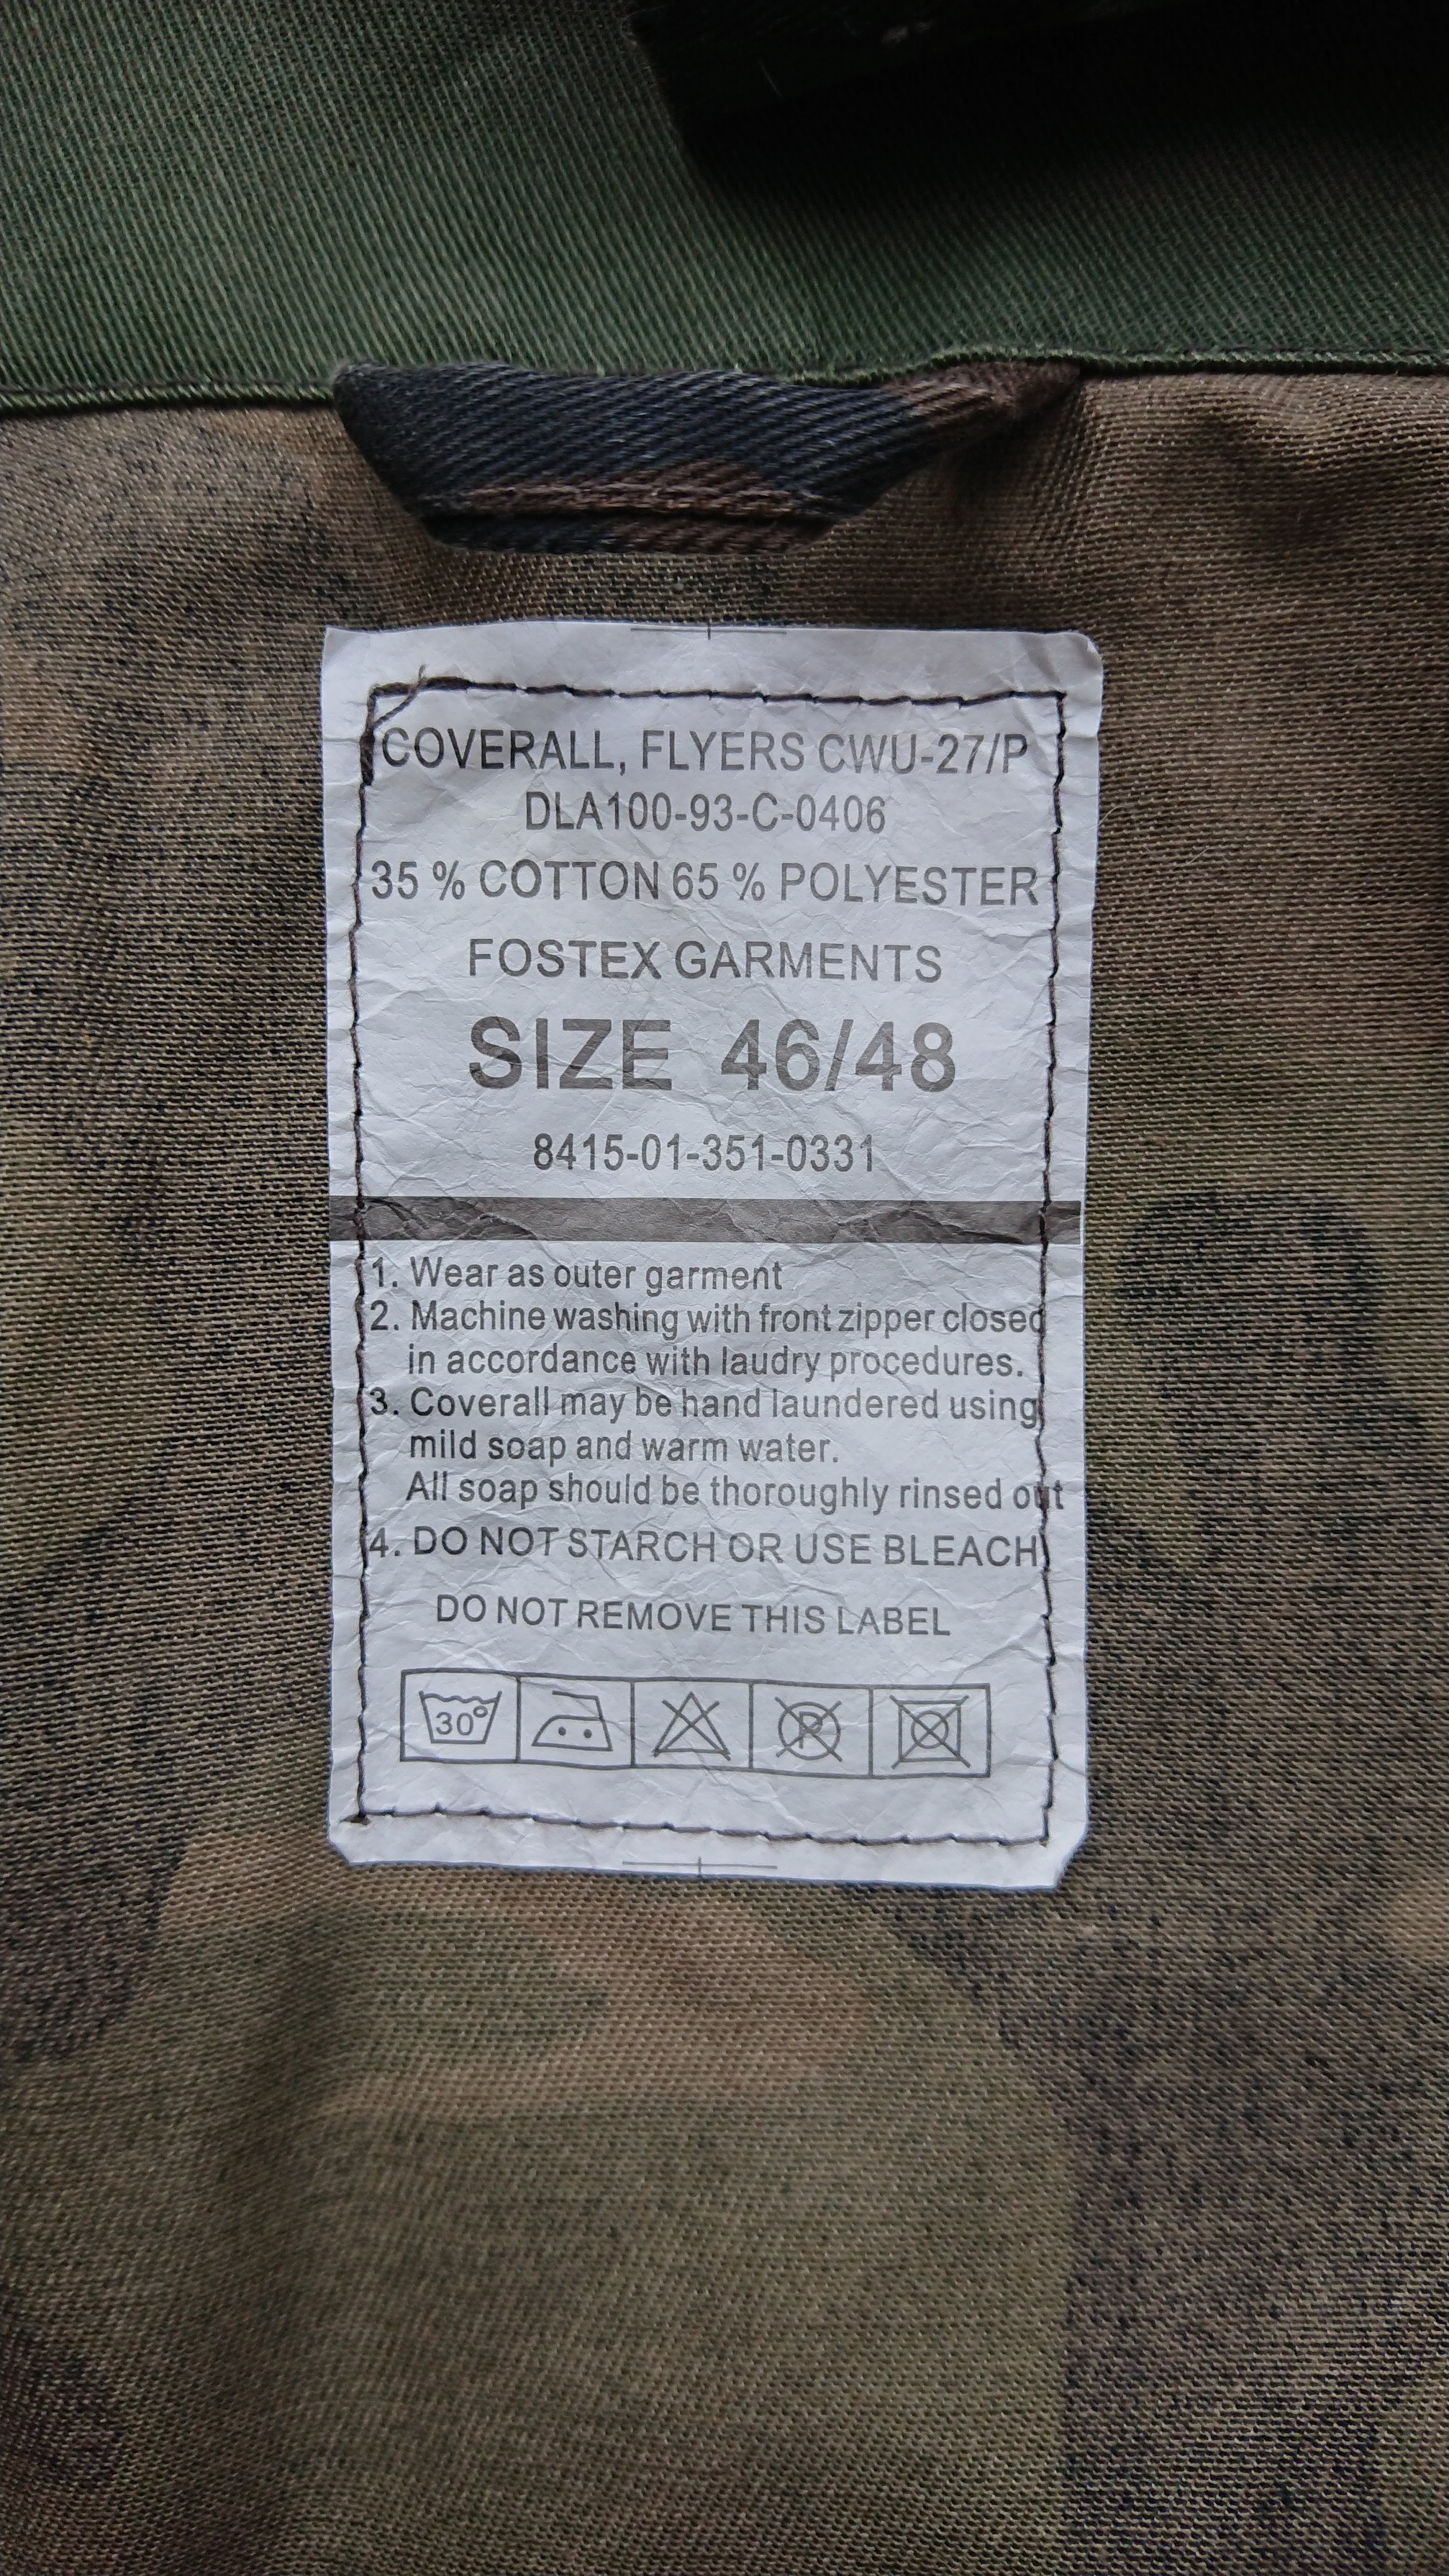 COVERALL, FLYERS CWU-27/P
DLA100-93-C-0406
35 % COTTON 65 % POLYESTER
FOSTEX GARMENTS
SIZE 46/48
8415-01-351-0331
1. Wear as outer garment
2. Machine washing with front zipper closed
in accordance with laudry procedures.
3. Coverall may be hand laundered using
mild soap and warm water.
All soap should be thoroughly rinsed out
4. DO NOT STARCH OR USE BLEACH
DO NOT REMOVE THIS LABEL
30° P